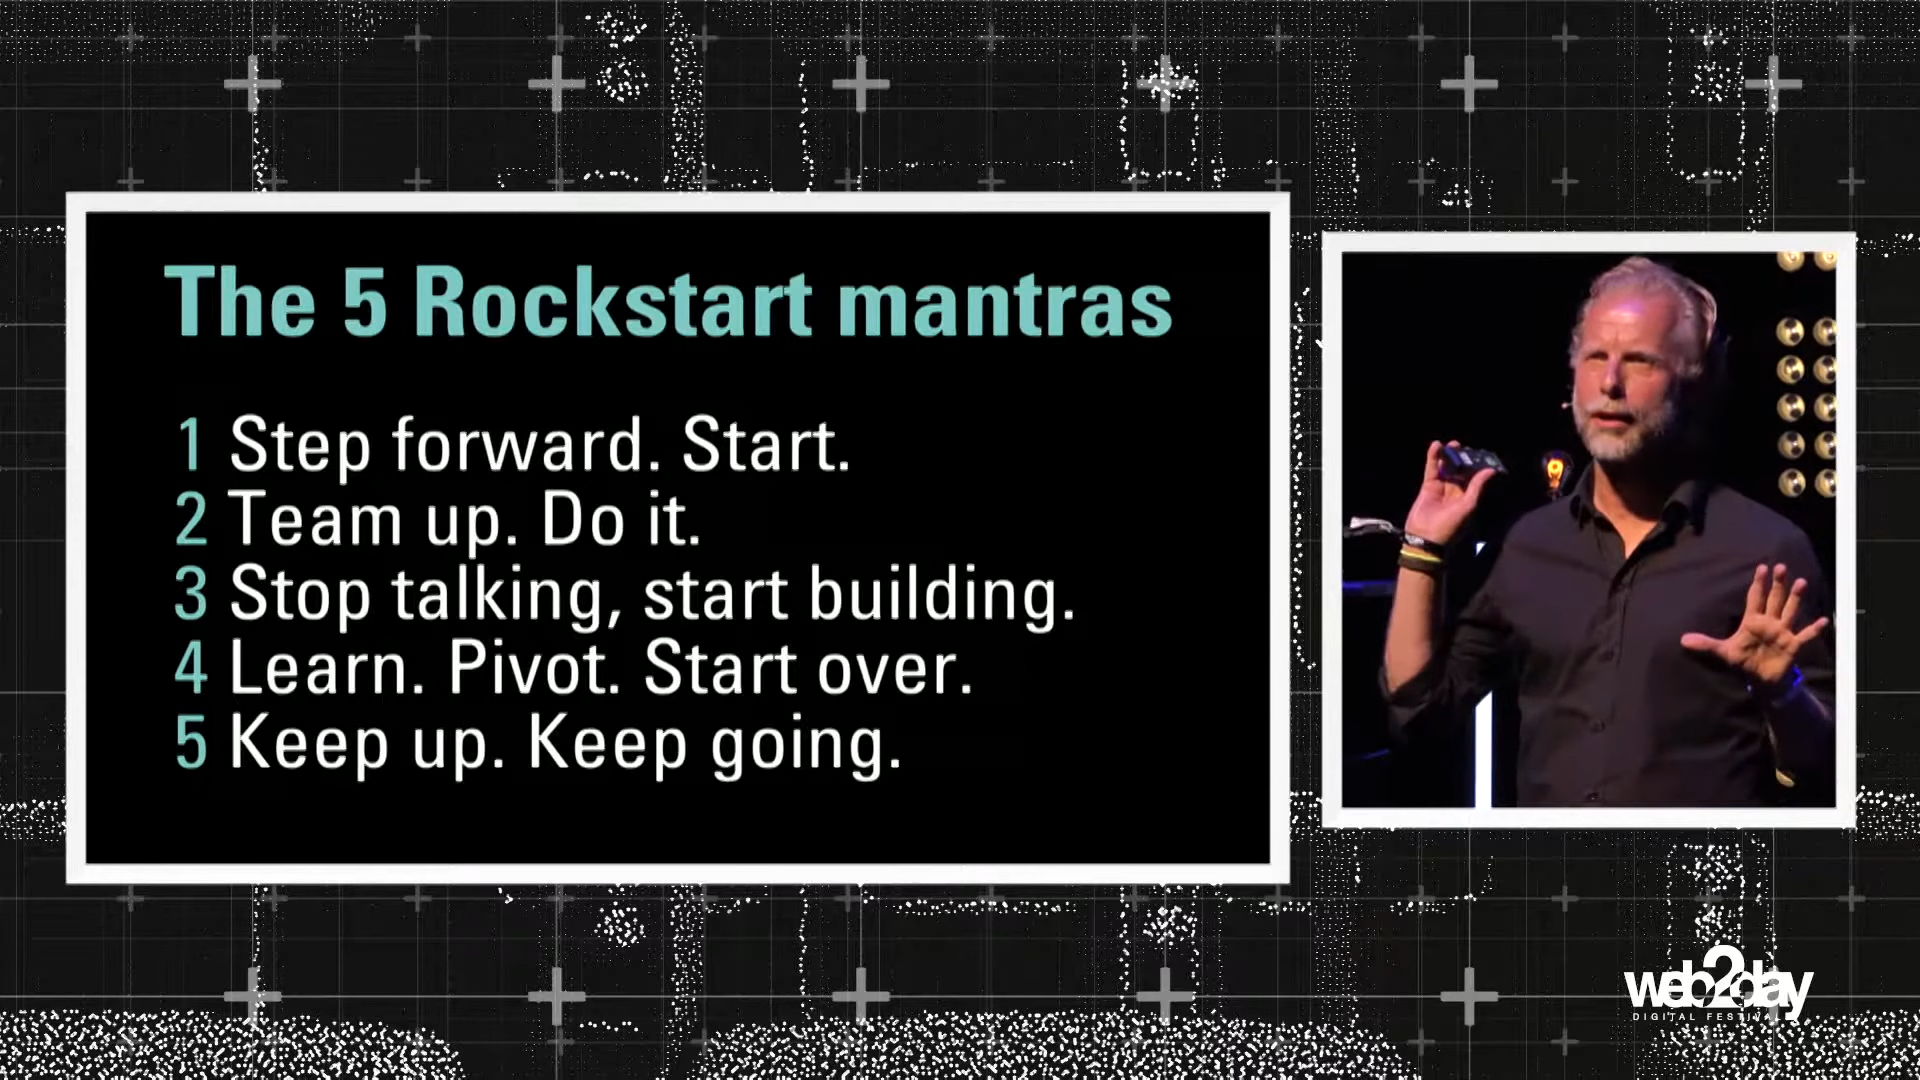 The 5 Rockstart mantras
1 Step forward. Start.
2 Team up. Do it.
3 Stop talking, start building.
4 Learn. Pivot. Start over.
5 Keep up. Keep going.
web2day
DIGITAL FESTIVAL